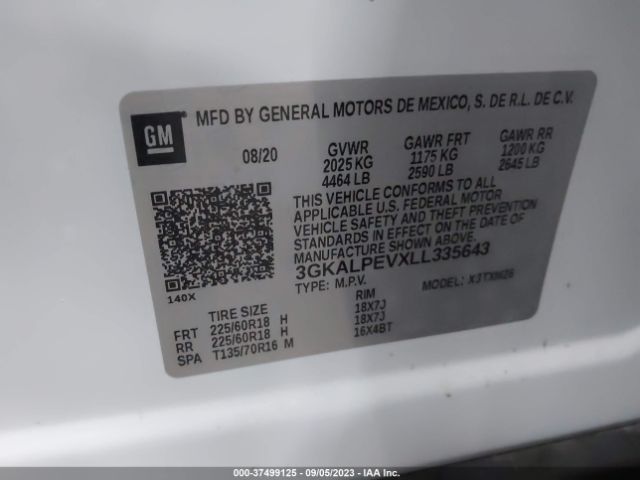 GM
MFD BY GENERAL MOTORS DE MEXICO, S. DE R.L. DE C.V.
08/20
GVWR GAWR FRT GAWR RR
2025 KG 1175 KG 1200 KG
4464 LB 2590 LB 2645 LB
THIS VEHICLE CONFORMS TO ALL
APPLICABLE U.S. FEDERAL MOTOR
VEHICLE SAFETY AND THEFT PREVENTION
STANDARDS IN EFFECT ON THE DATE OF
MANUFACTURE SHOWN ABOVE.
3GKALPEVXLL335643
TYPE: M.P.V. MODEL: X3TXM26
140X
TIRE SIZE RIM
FRT 225/60R18 H 18X7J
RR 225/60R18 H 18X7J
SPA T135/70R16 M 16X4BT
000-37499125 - 09/05/2023 - IAA Inc.